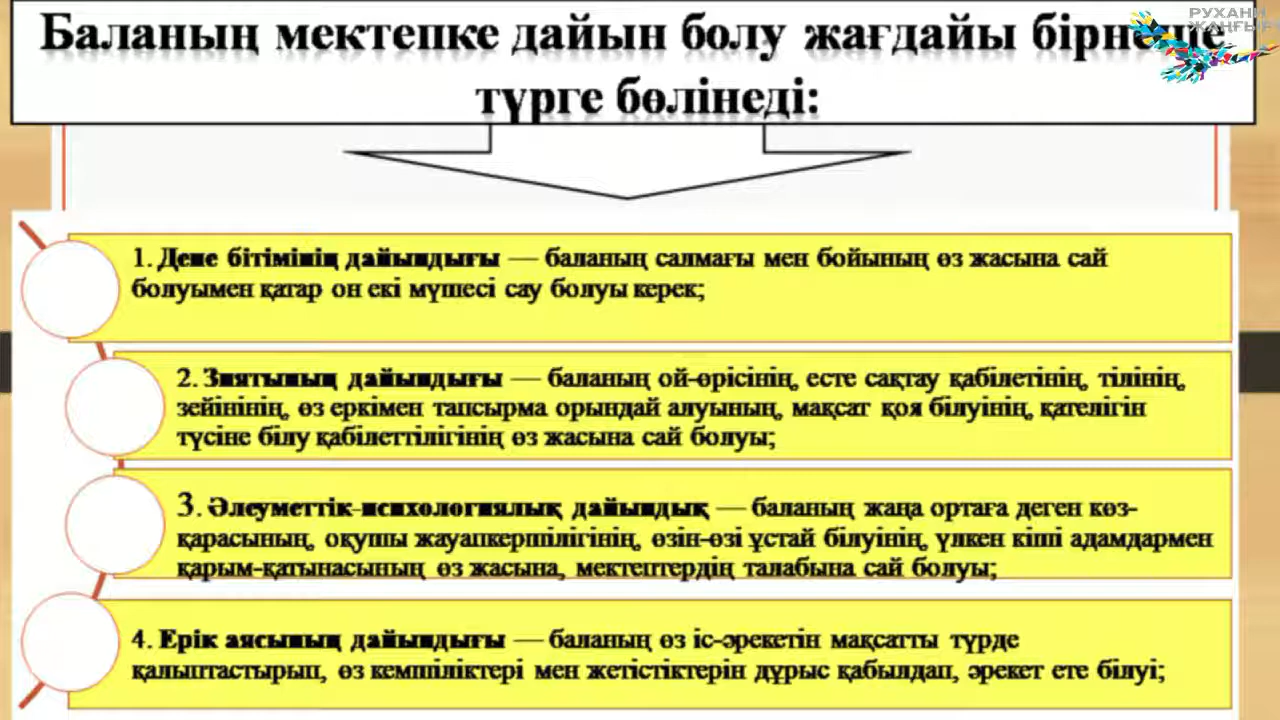 Баланың мектепке дайын болу жағдайы бірнеше
түрге бөлінеді:
РУХАНИ
ЖАҢҒЫР
1. Дене бітімінің дайындығы — баланың салмағы мен бойының өз жасына сай
болуымен қатар он екі мүшесі сау болуы керек;
2. Зиятының дайындығы — баланың ой-өрісінің, есте сақтау қабілетінің, тілінің,
зейінінің, өз еркімен тапсырма орындай алуының, мақсат қоя білуінің, қателігін
түсіне білу қабілеттілігінің өз жасына сай болуы;
3. Әлеуметтік-психологиялық дайындық — баланың жаңа ортаға деген көз-
қарасының, оқушы жауапкершілігінің, өзін-өзі ұстай білуінің, үлкен кіші адамдармен
қарым-қатынасының өз жасына, мектептердің талабына сай болуы;
4. Ерік аясының дайындығы — баланың өз іс-әрекетін мақсатты түрде
қалыптастырып, өз кемшіліктері мен жетістіктерін дұрыс қабылдап, әрекет ете білуі;